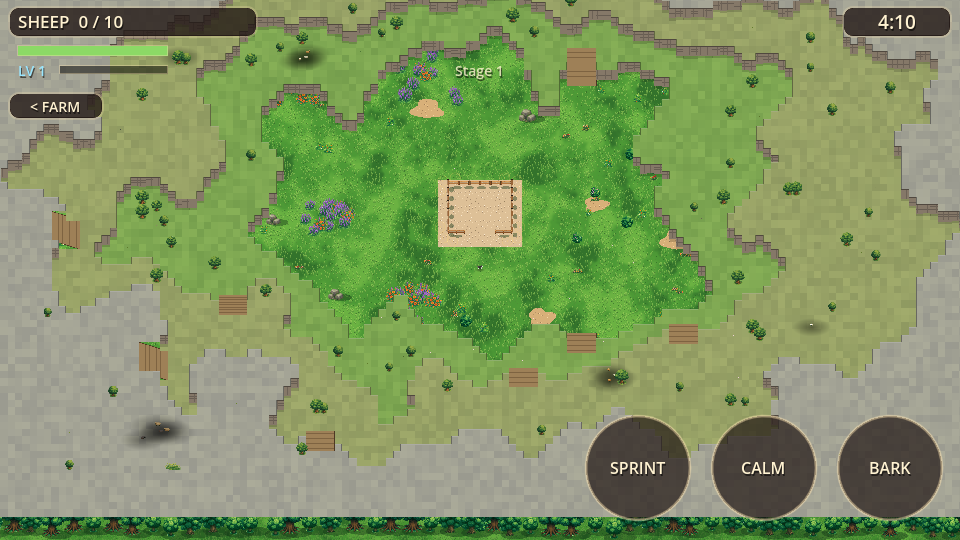 SHEEP 0 / 10
4:10
LV 1
Stage 1
< FARM
SPRINT
CALM
BARK